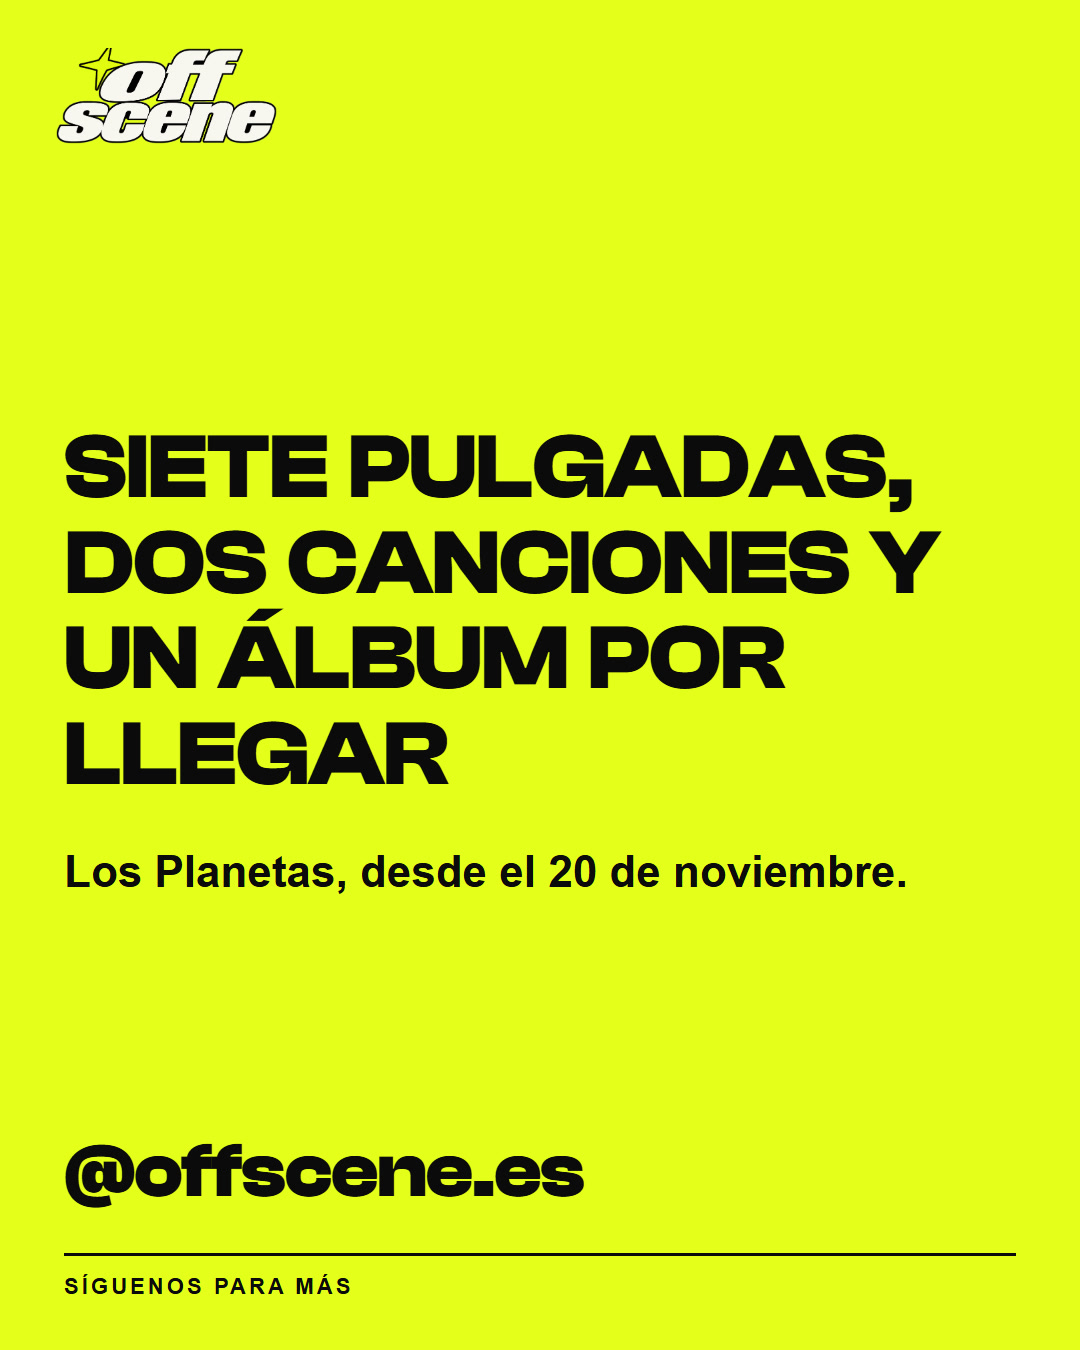 off
scene
SIETE PULGADAS,
DOS CANCIONES Y
UN ÁLBUM POR
LLEGAR
Los Planetas, desde el 20 de noviembre.
@offscene.es
SÍGUENOS PARA MÁS